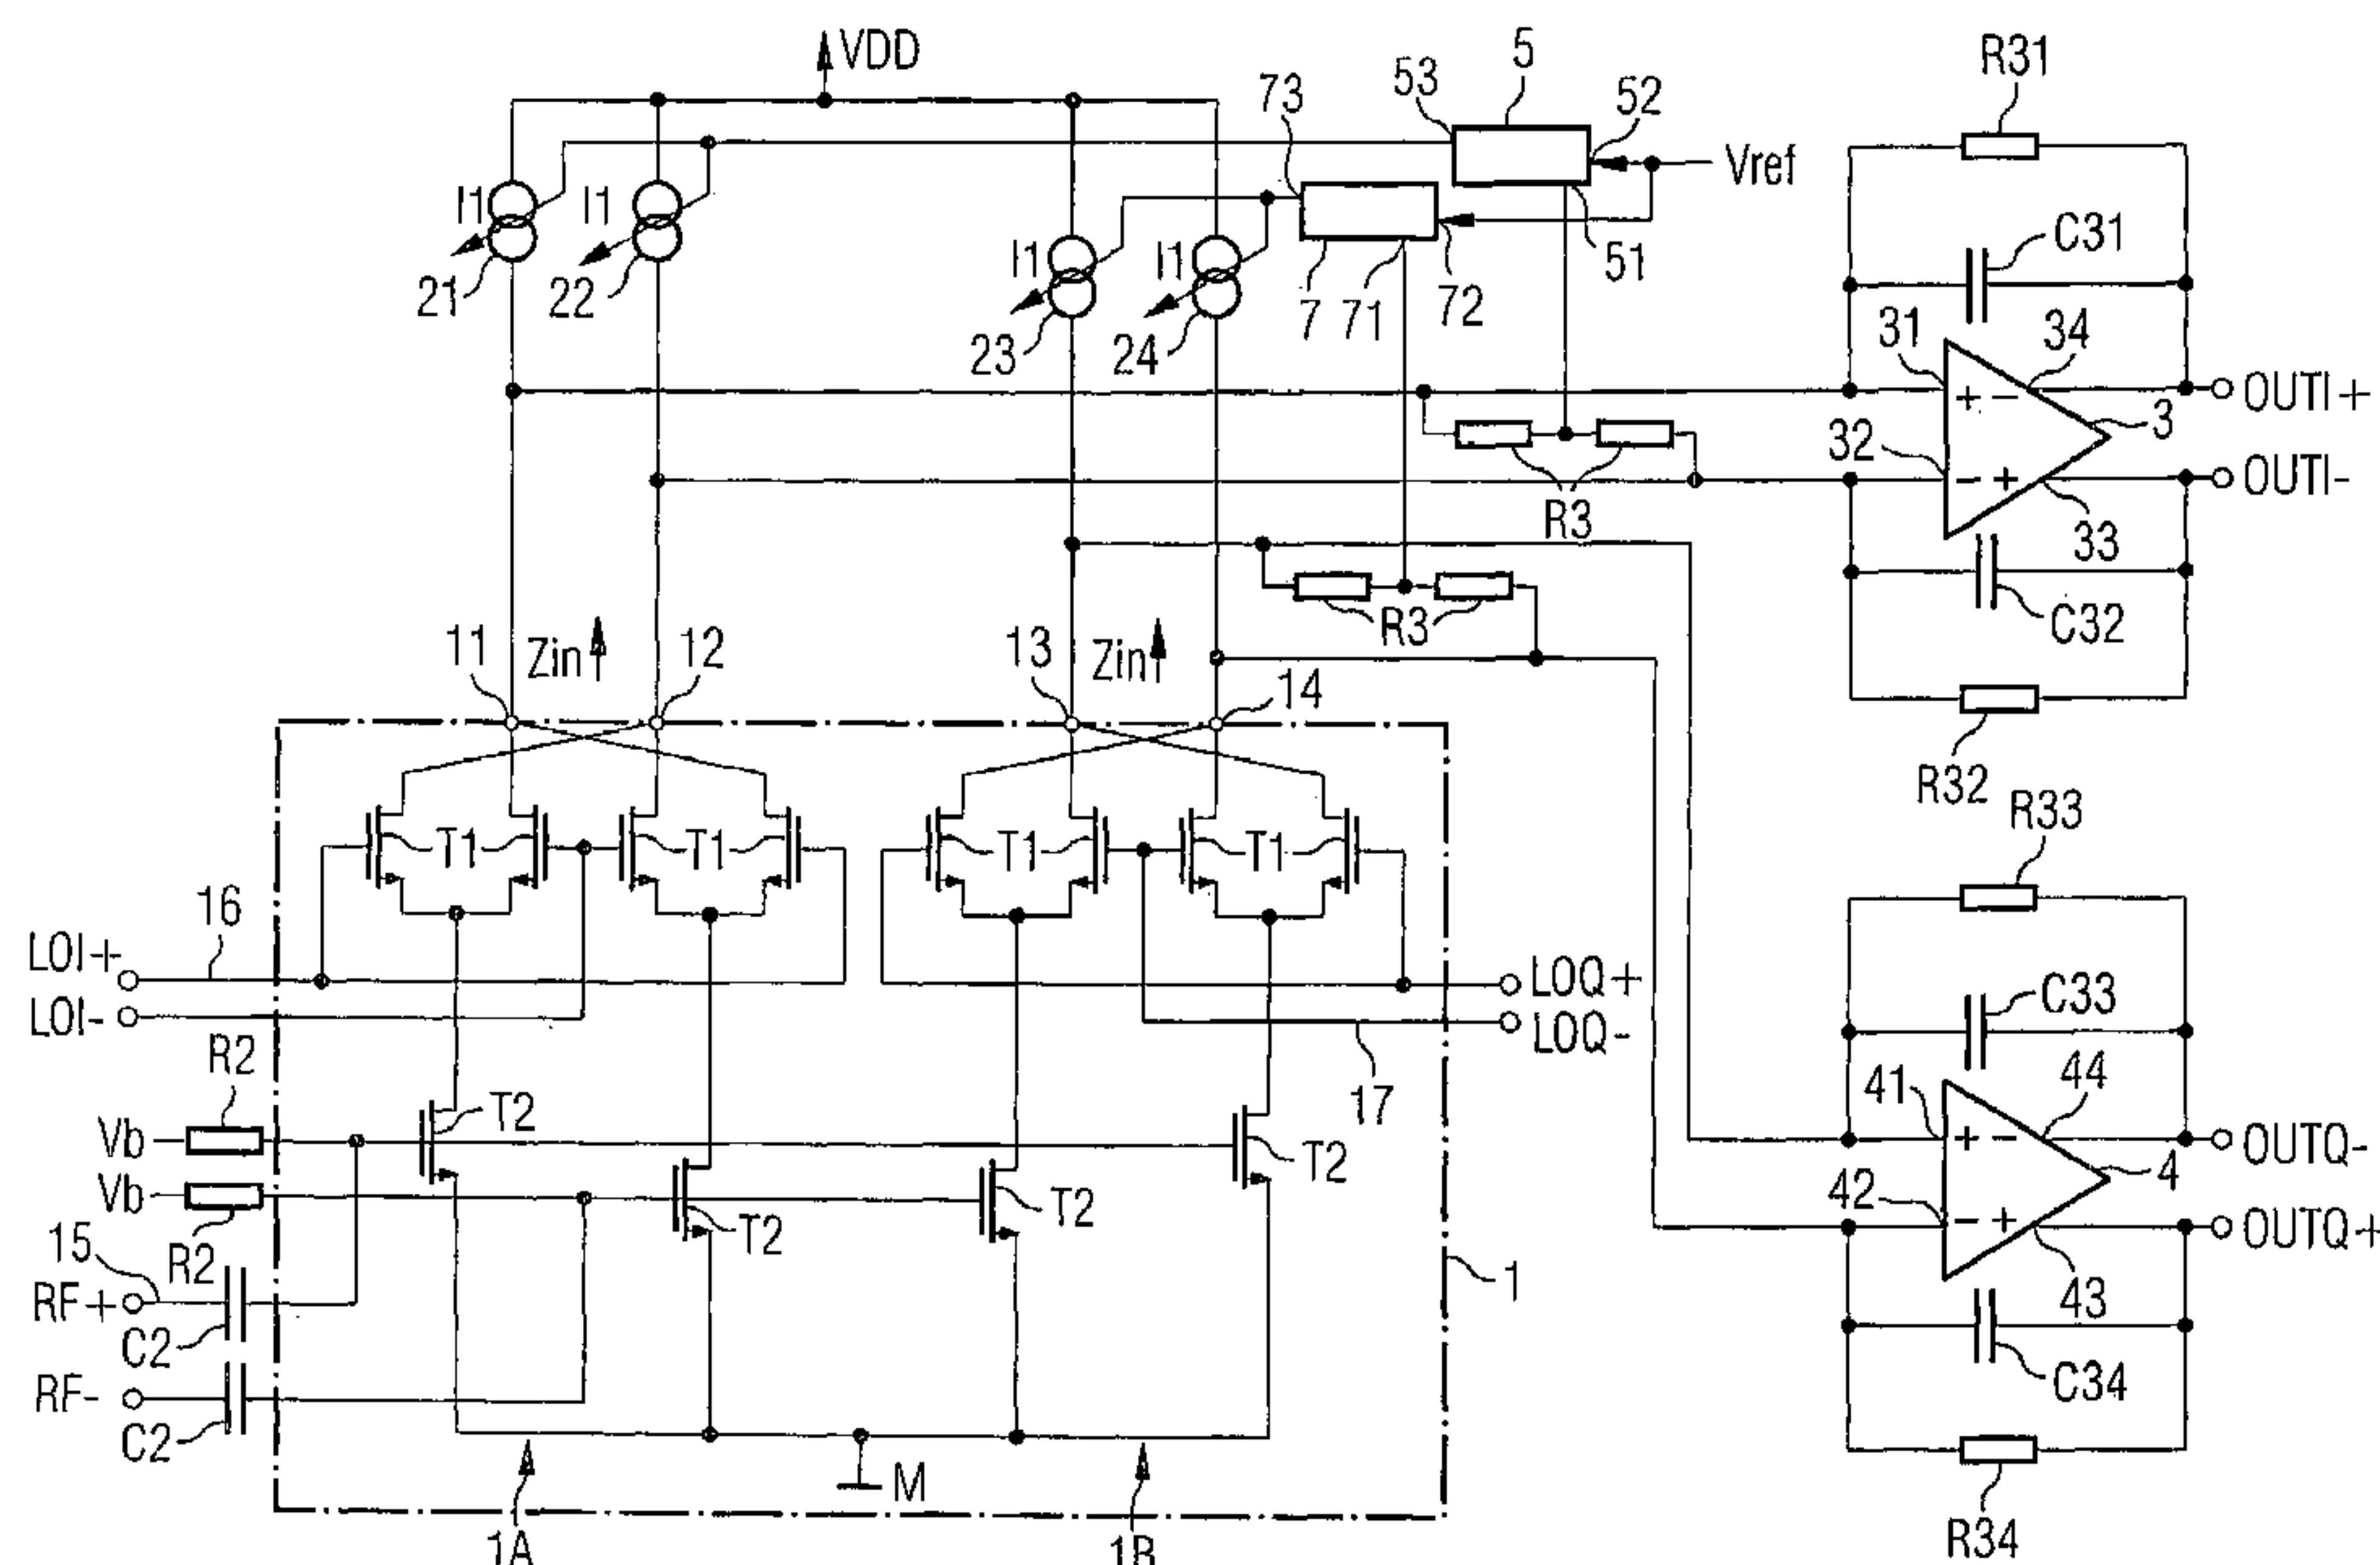 VDD
53
5
52
R31
73
Vref
I1
I1
21
22
I1
I1
23
24
7
71
72
51
C31
31
34
OUTI+
+ −
3
32
− +
OUTI-
33
R3
R3
C32
R32
11
Zin
12
13
Zin
14
T1
T1
T1
T1
R33
16
LOI+
LOI-
LOQ+
LOQ-
17
C33
R2
Vb
T2
T2
41
44
OUTQ-
+ −
4
Vb
R2
T2
T2
42
− +
OUTQ+
43
15
RF+
C2
1
C34
RF-
C2
M
R34
1A
1B